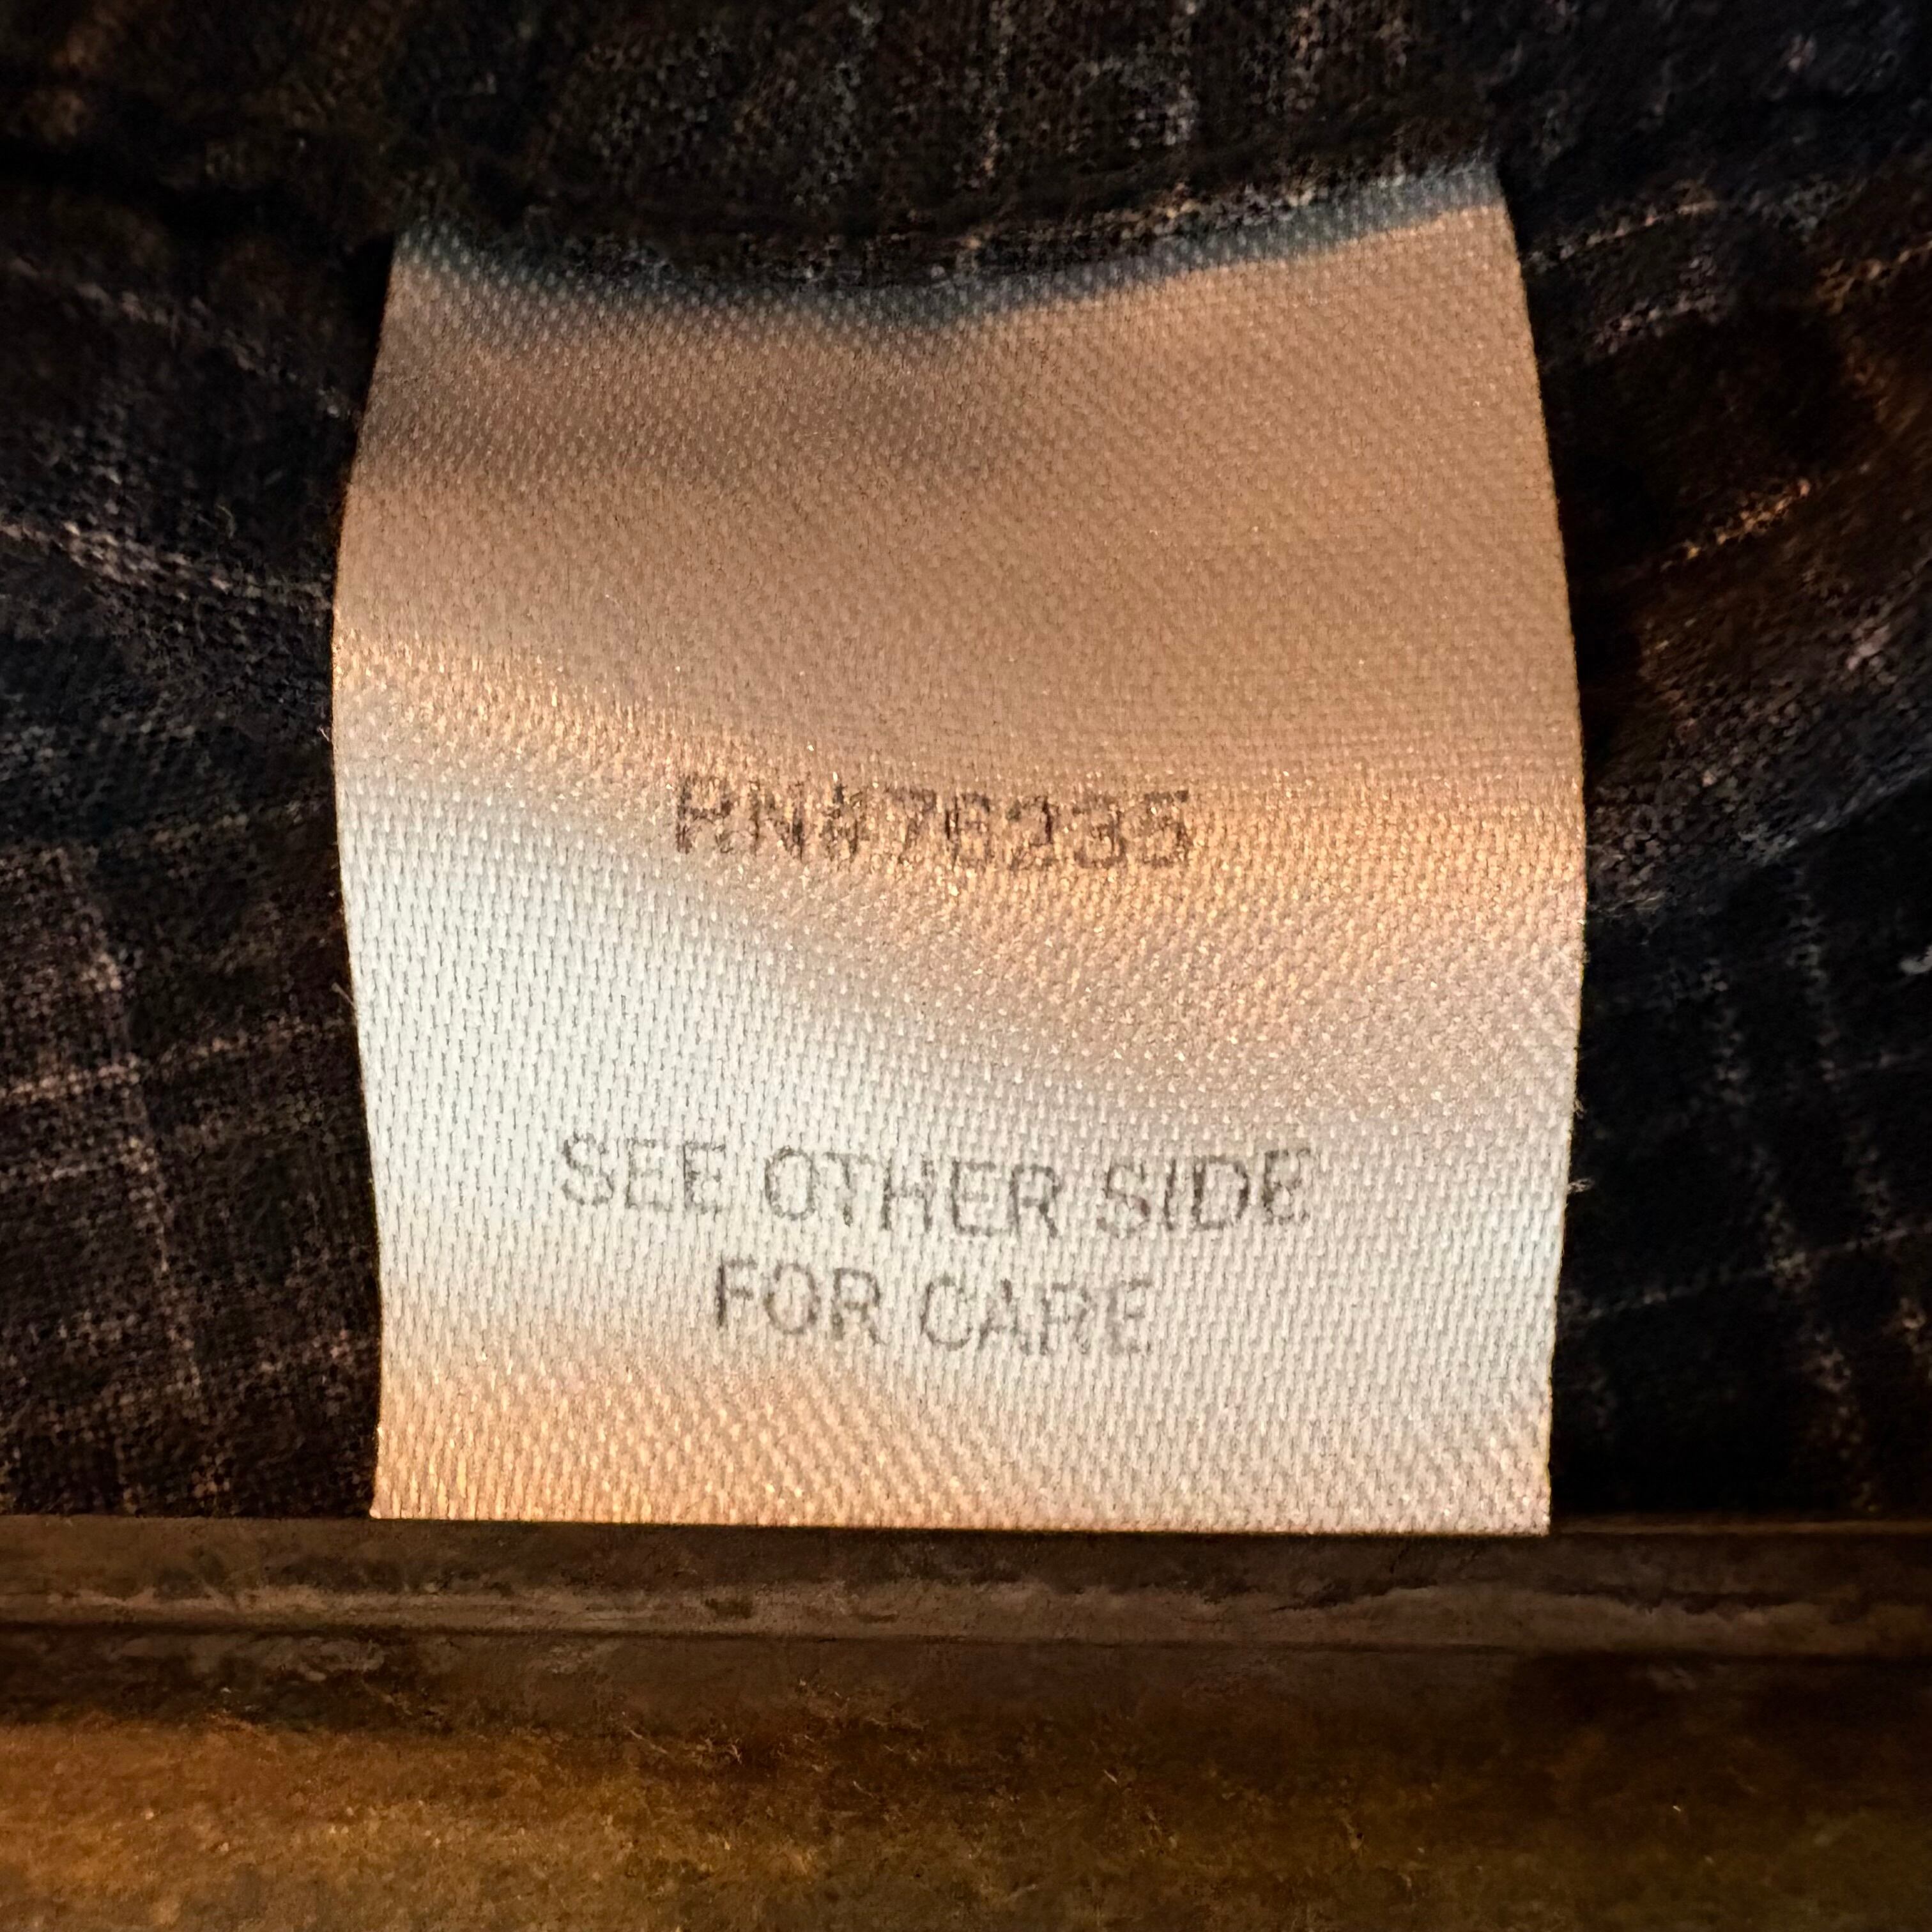 RN#76235
SEE OTHER SIDE
FOR CARE